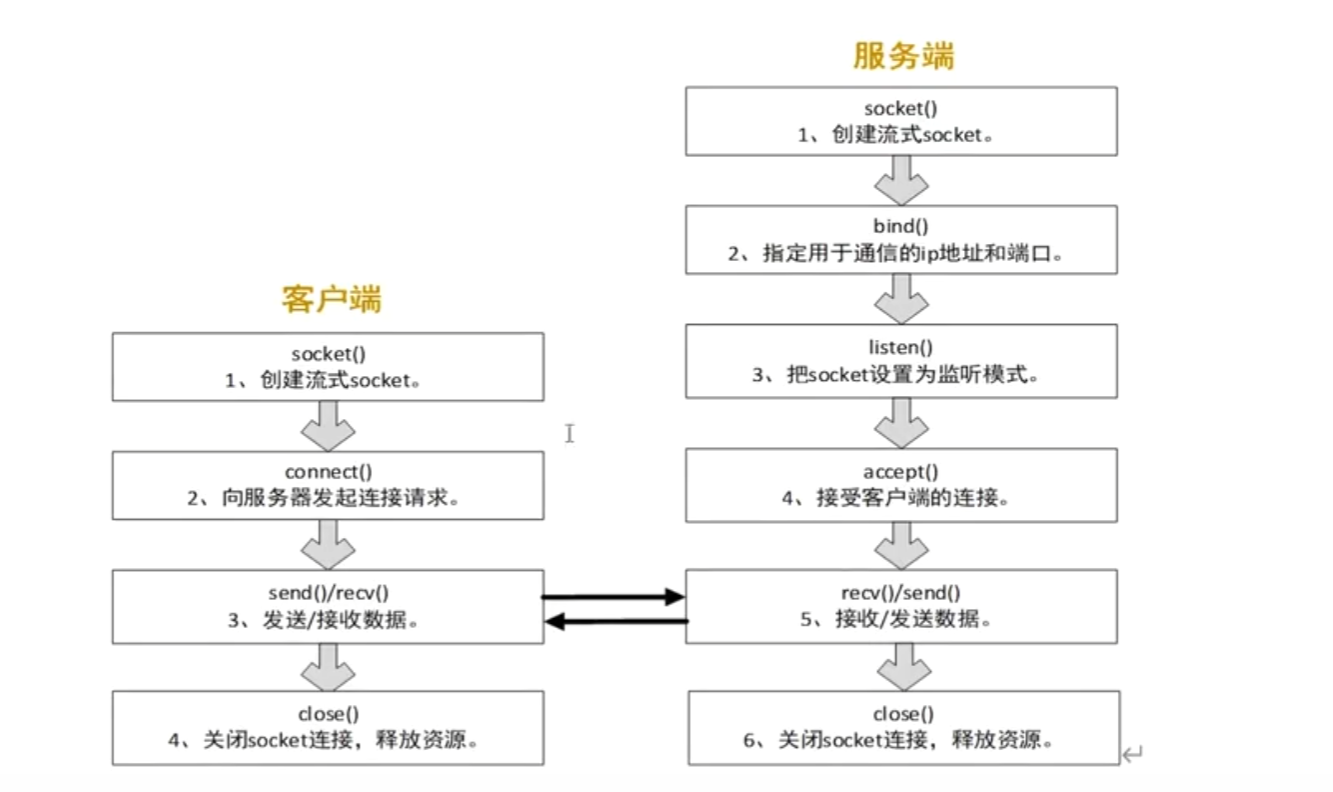 服务端
socket()
1、创建流式socket。
bind()
2、指定用于通信的ip地址和端口。
listen()
3、把socket设置为监听模式。
accept()
4、接受客户端的连接。
recv()/send()
5、接收/发送数据。
close()
6、关闭socket连接，释放资源。
客户端
socket()
1、创建流式socket。
connect()
2、向服务器发起连接请求。
send()/recv()
3、发送/接收数据。
close()
4、关闭socket连接，释放资源。